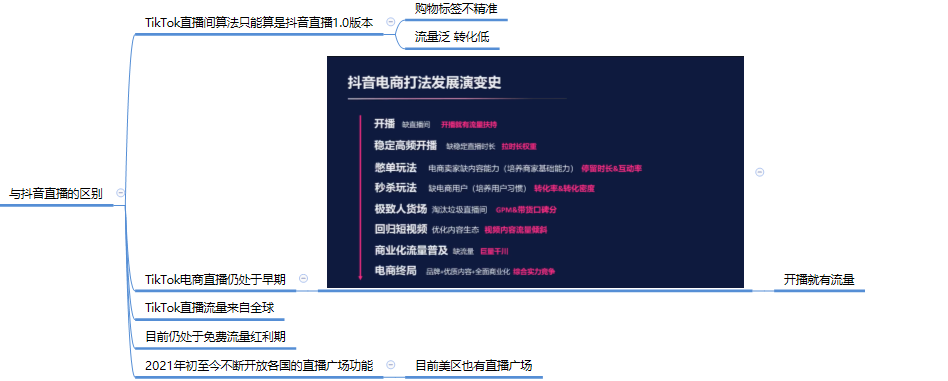 TikTok直播间算法只能算是抖音直播1.0版本
购物标签不精准
流量泛 转化低
与抖音直播的区别
抖音电商打法发展演变史
开播 缺直播间 开播就有流量扶持
稳定高频开播 缺稳定直播时长 拉时长权重
憋单玩法 电商卖家缺内容能力（培养商家基础能力） 停留时长&互动率
秒杀玩法 缺电商用户（培养用户习惯） 转化率&转化密度
极致人货场 淘汰垃圾直播间 GPM&带货口碑分
回归短视频 优化内容生态 视频内容流量倾斜
商业化流量普及 缺流量 巨量千川
电商终局 品牌+优质内容+全面商业化 综合实力竞争
TikTok电商直播仍处于早期
开播就有流量
TikTok直播流量来自全球
目前仍处于免费流量红利期
2021年初至今不断开放各国的直播广场功能
目前美区也有直播广场